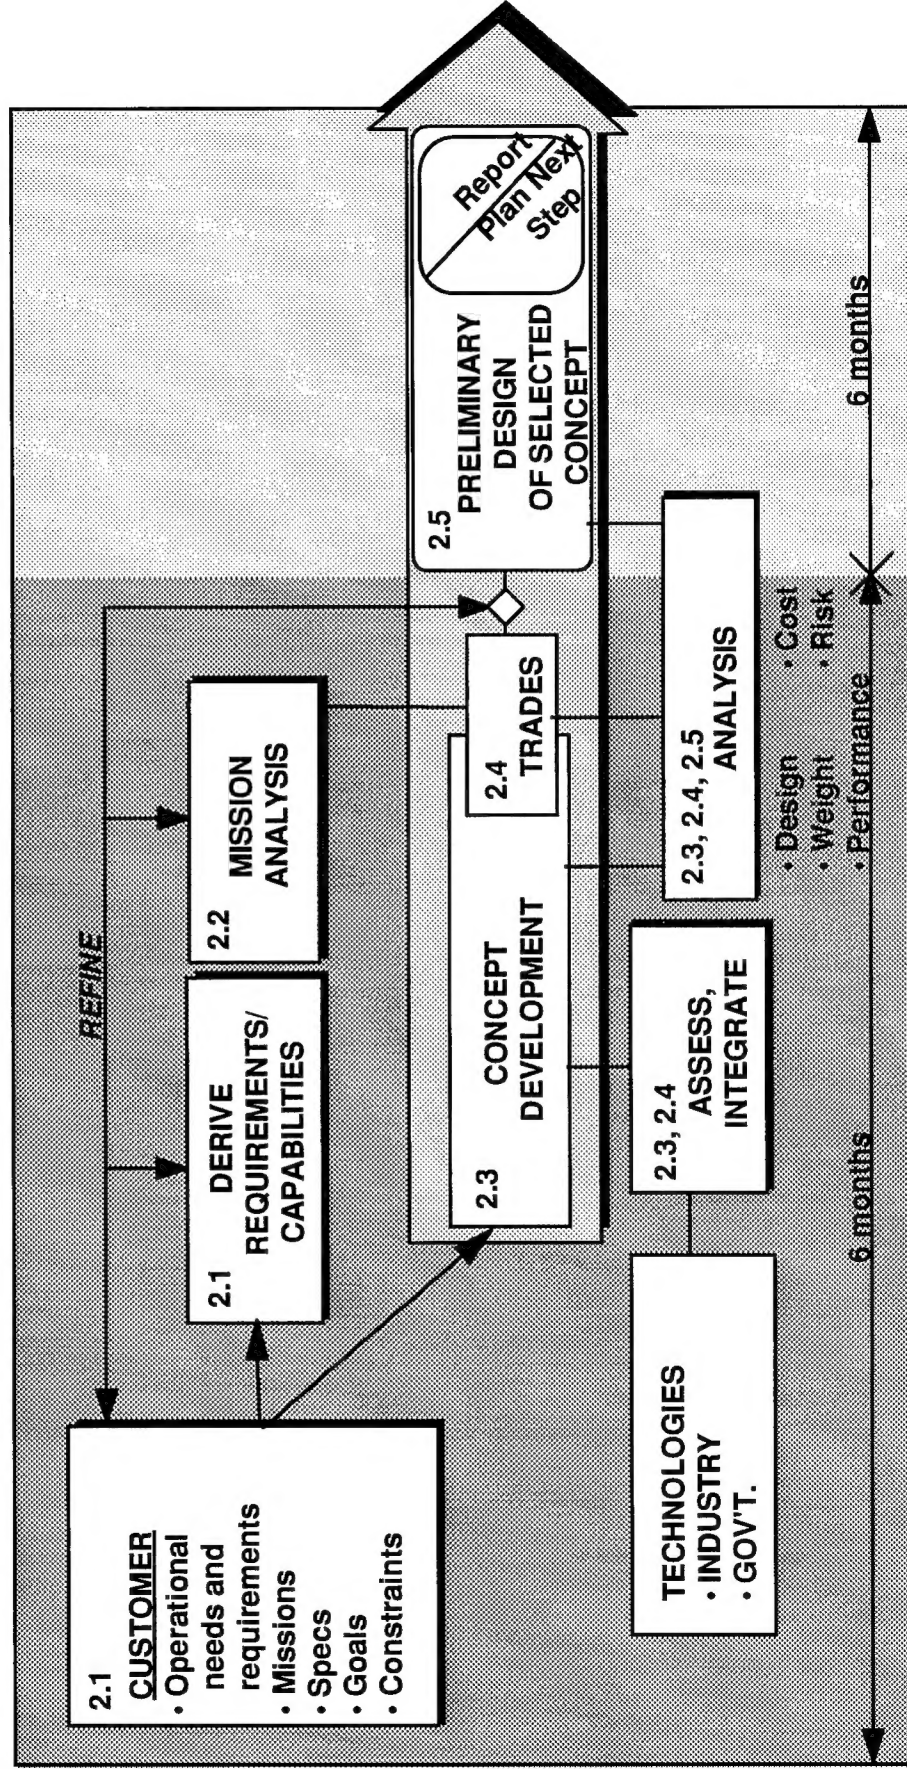 REFINE
2.1
CUSTOMER
• Operational
needs and
requirements
• Missions
• Specs
• Goals
• Constraints
2.1
DERIVE
REQUIREMENTS/
CAPABILITIES
2.2
MISSION
ANALYSIS
2.3
CONCEPT
DEVELOPMENT
2.4
TRADES
2.5
PRELIMINARY
DESIGN
OF SELECTED
CONCEPT
Report
Plan Next
Step
TECHNOLOGIES
• INDUSTRY
• GOV'T.
2.3, 2.4
ASSESS,
INTEGRATE
2.3, 2.4, 2.5
ANALYSIS
• Design
• Weight
• Performance
• Cost
• Risk
6 months
6 months